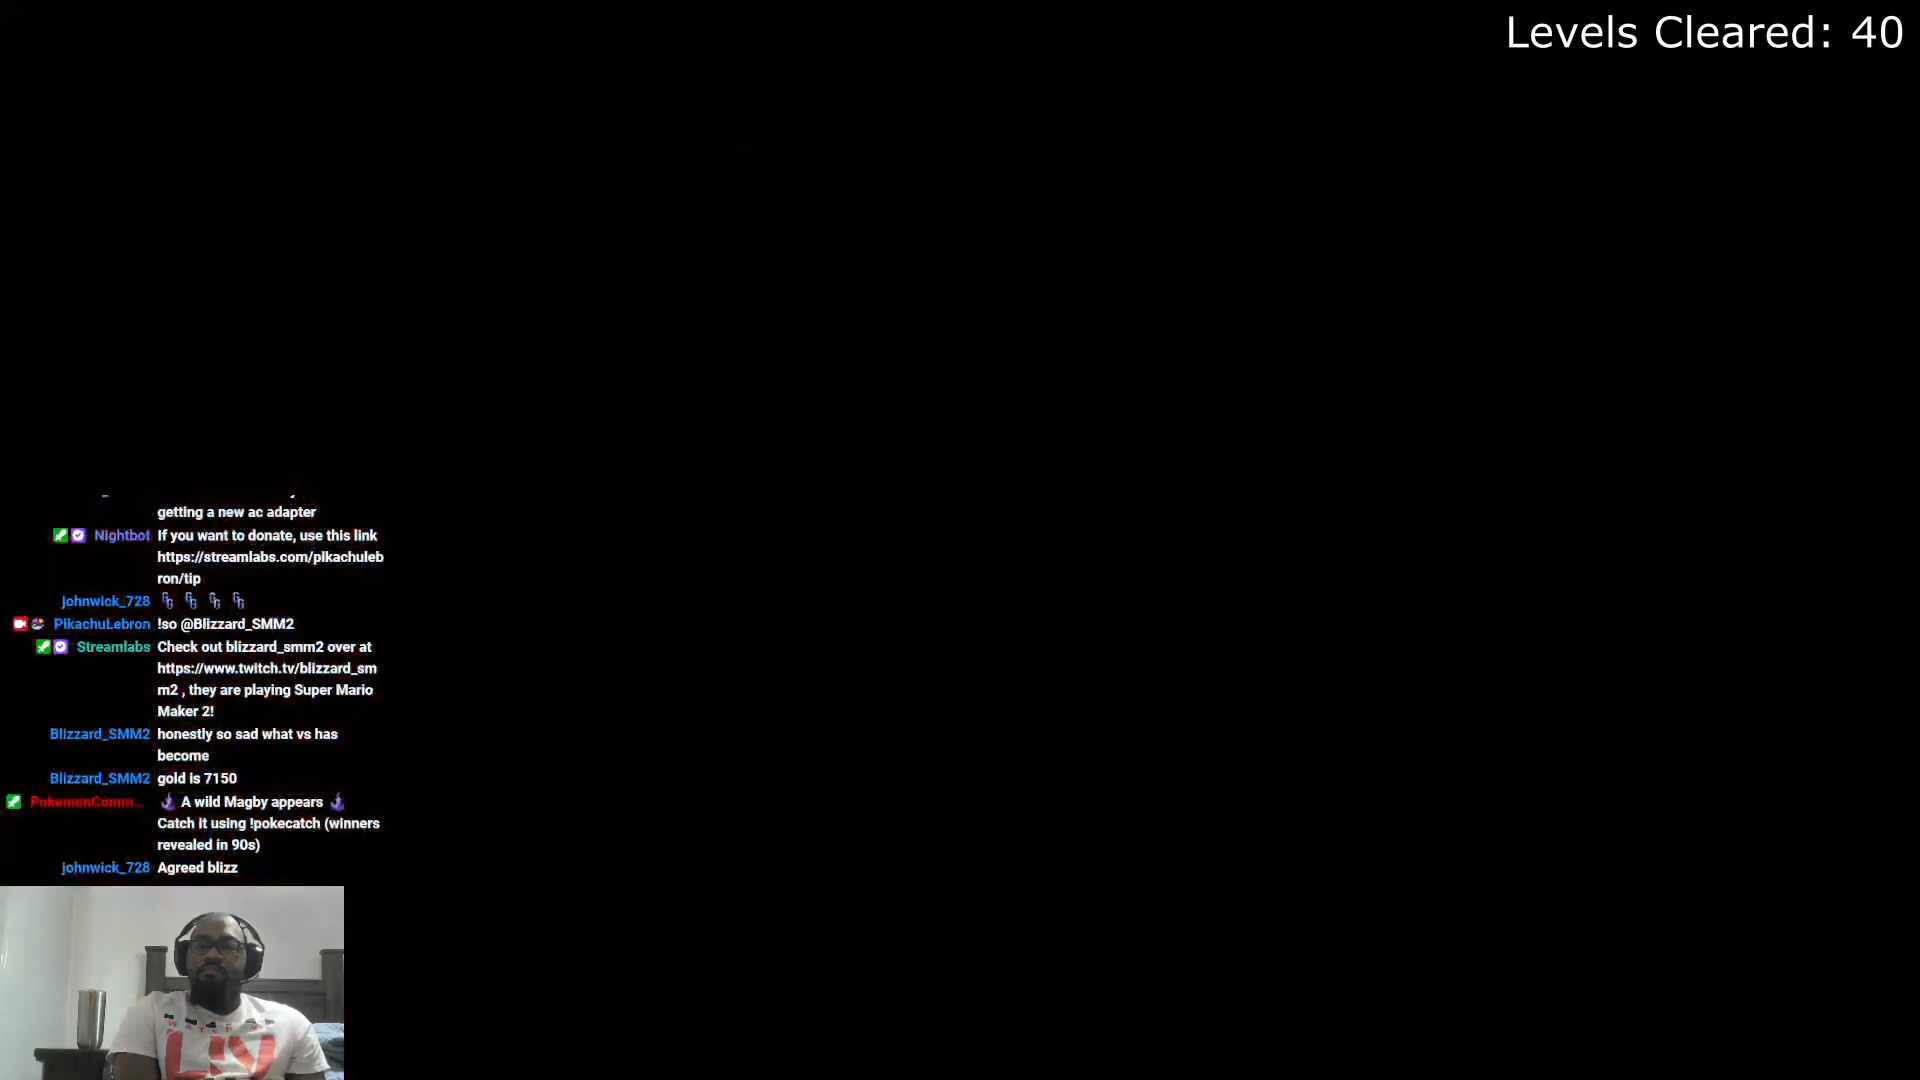 Levels Cleared: 40
getting a new ac adapter
Nightbot If you want to donate, use this link
https://streamlabs.com/pikachuleb
ron/tip
johnwick_728
PikachuLebron !so @Blizzard_SMM2
Streamlabs Check out blizzard_smm2 over at
https://www.twitch.tv/blizzard_sm
m2 , they are playing Super Mario
Maker 2!
Blizzard_SMM2 honestly so sad what vs has
become
Blizzard_SMM2 gold is 7150
PokemonComm... A wild Magby appears
Catch it using !pokecatch (winners
revealed in 90s)
johnwick_728 Agreed blizz
WATCH
LIV